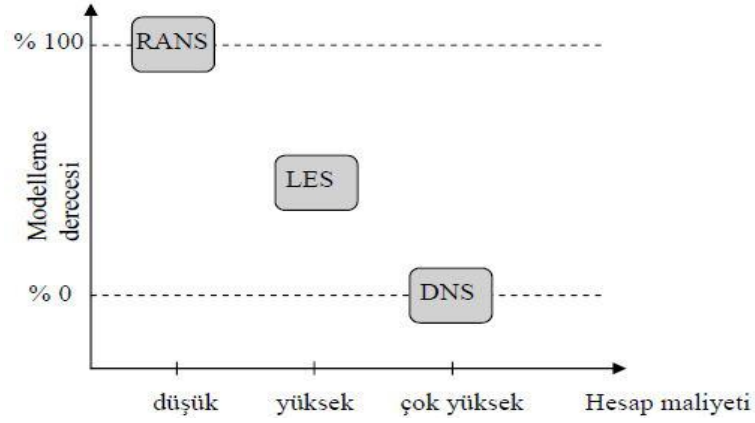 % 100
RANS
Modelleme
derecesi
LES
% 0
DNS
düşük
yüksek
çok yüksek
Hesap maliyeti